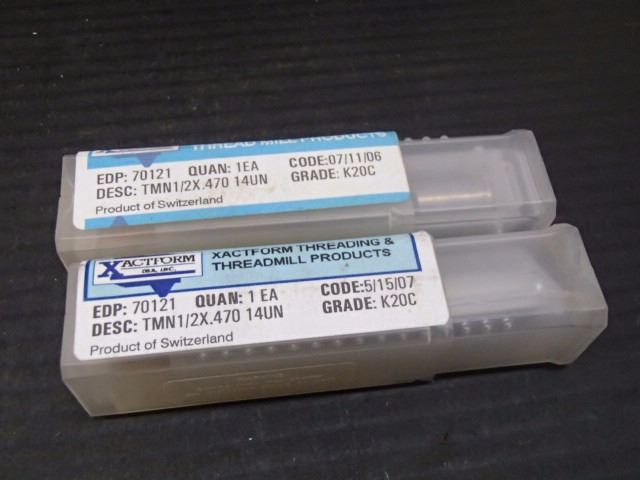 THREAD MILL PRODUCTS
EDP: 70121 QUAN: 1EA CODE:07/11/06
DESC: TMN1/2X.470 14UN GRADE: K20C
Product of Switzerland
XACTFORM
XACTFORM THREADING &
THREADMILL PRODUCTS
EDP: 70121 QUAN: 1 EA CODE:5/15/07
DESC: TMN1/2X.470 14UN GRADE: K20C
Product of Switzerland